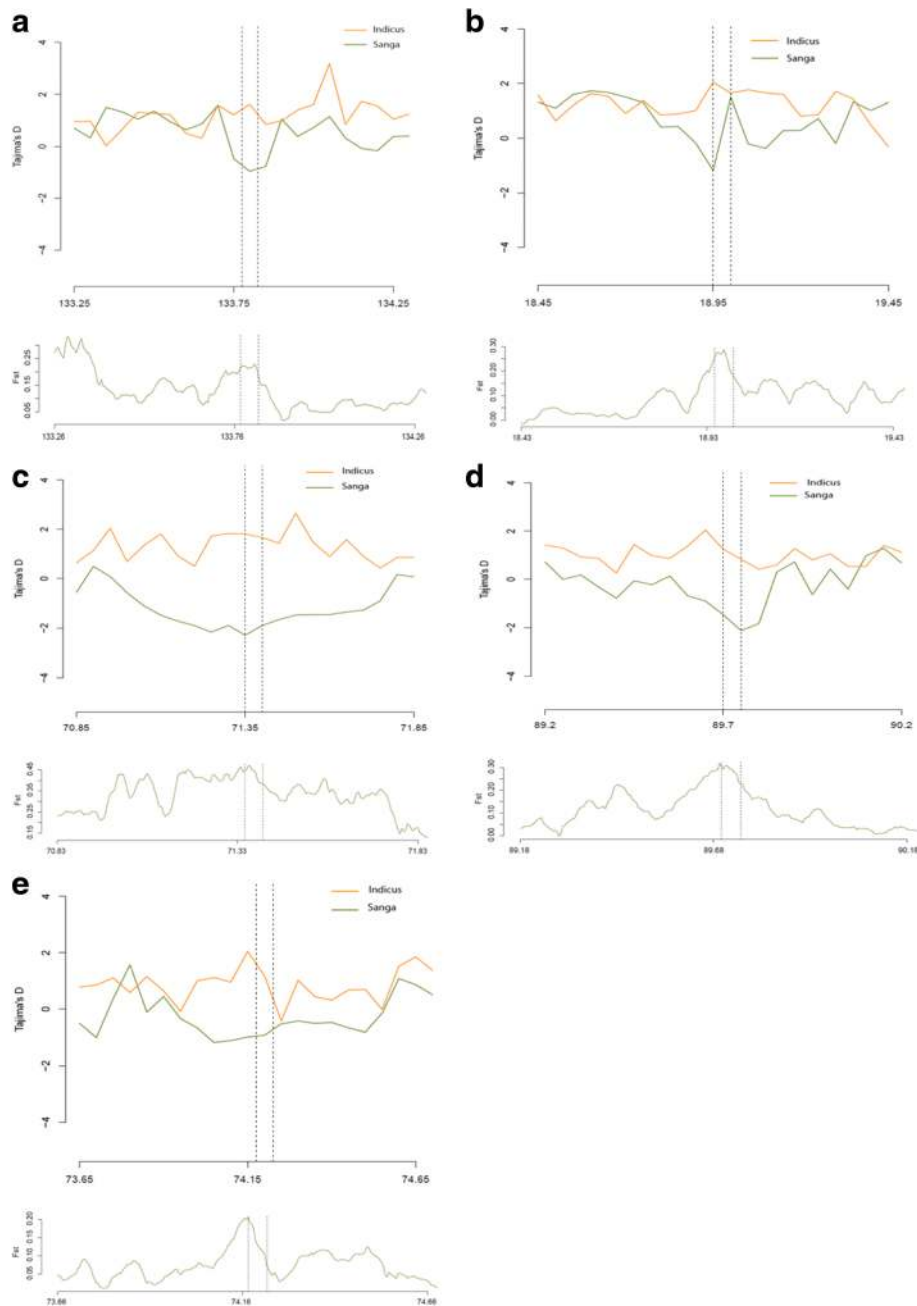 a
Indicus
Sanga
Tajima's D
4
2
0
-2
-4
133.25 133.75 134.25
Fst
0.25
0.15
0.05
133.26 133.76 134.26
b
Indicus
Sanga
Tajima's D
4
2
0
-2
-4
18.45 18.95 19.45
Fst
0.30
0.20
0.10
0.00
18.43 18.93 19.43
c
Indicus
Sanga
Tajima's D
4
2
0
-2
-4
70.85 71.35 71.85
Fst
0.45
0.35
0.25
0.15
70.83 71.33 71.83
d
Indicus
Sanga
Tajima's D
4
2
0
-2
-4
89.2 89.7 90.2
Fst
0.30
0.20
0.10
0.00
89.18 89.68 90.18
e
Indicus
Sanga
Tajima's D
4
2
0
-2
-4
73.65 74.15 74.65
Fst
0.20
0.15
0.10
0.05
73.66 74.16 74.66